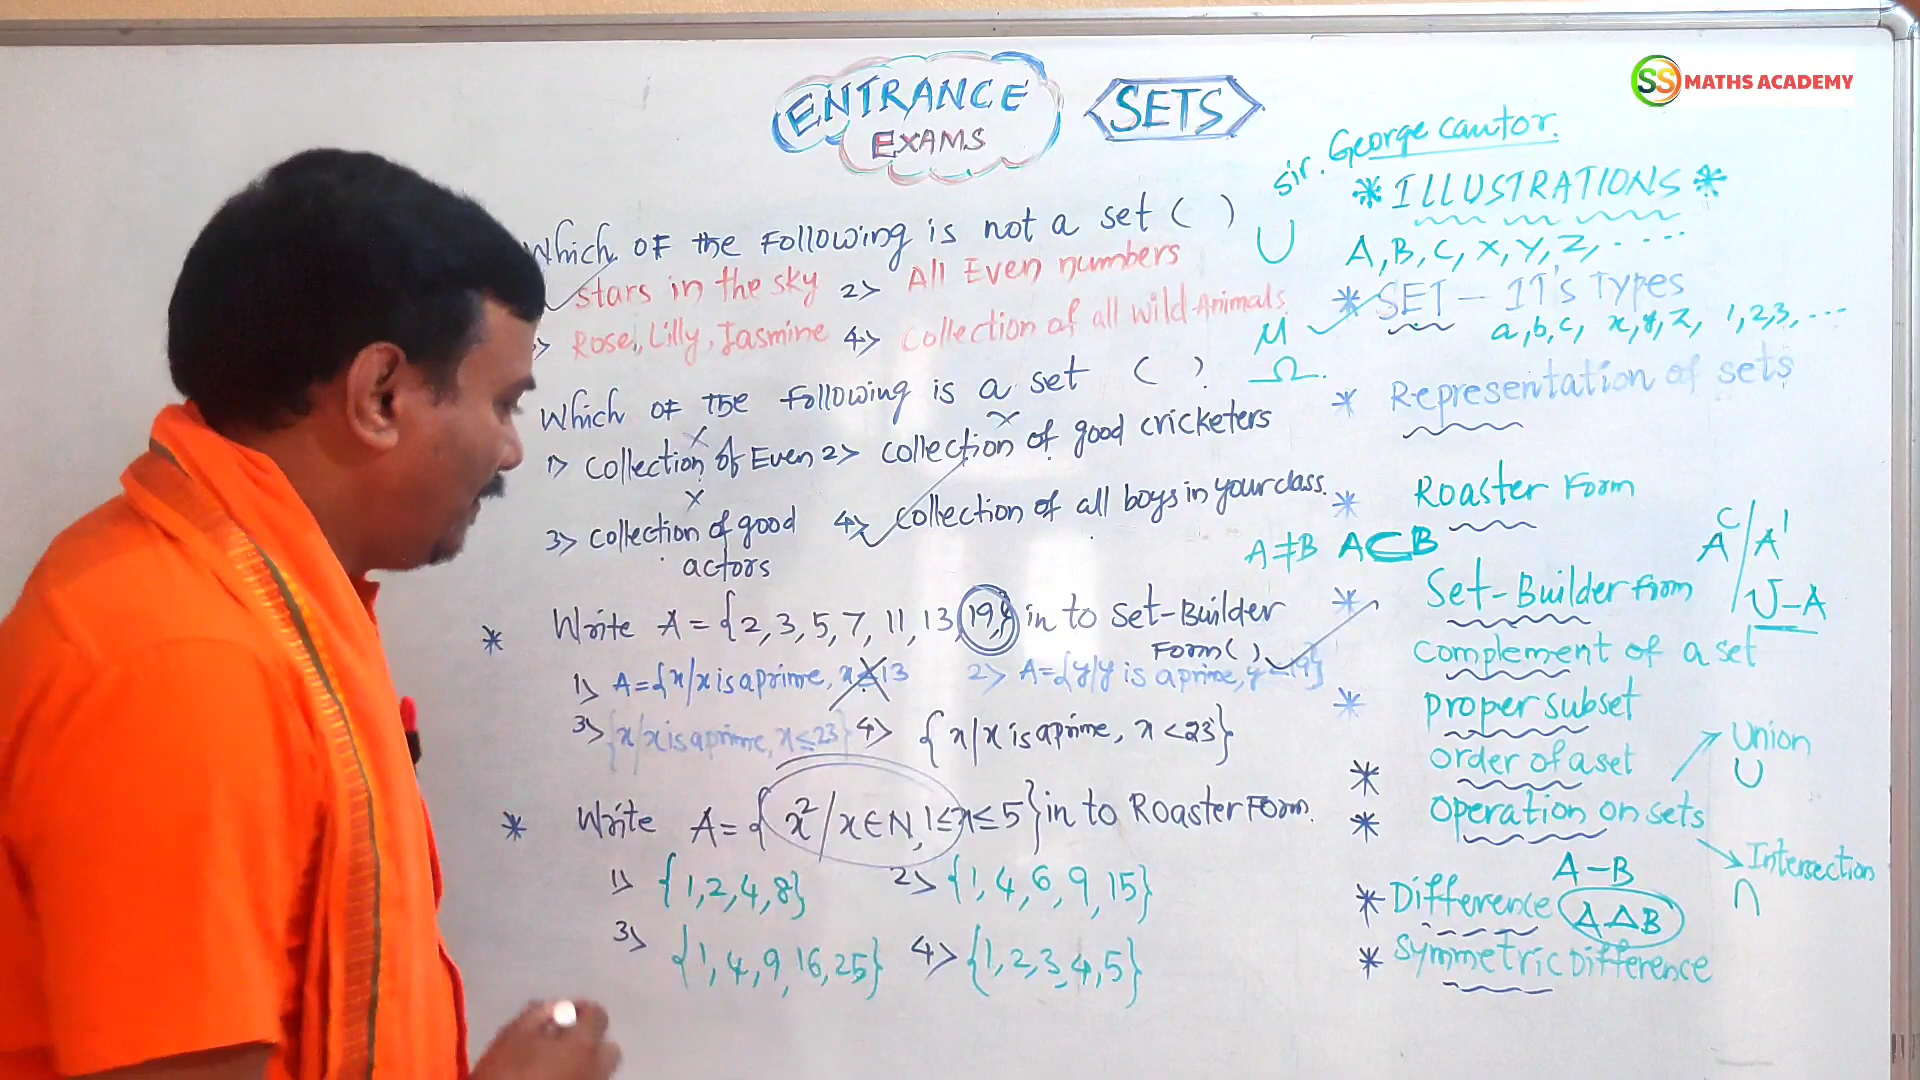 ENTRANCE
EXAMS
SETS
SS MATHS ACADEMY
Sir. George Cantor.
Which of the Following is not a set ( )
stars in the sky 2> All Even numbers
Rose, Lilly, Jasmine 4> Collection of all Wild Animals
Which of the following is a set ( )
1> collection of Even 2> collection of good cricketers
3> collection of good actors 4> collection of all boys in your class.
* Write A = {2, 3, 5, 7, 11, 13, 19,} in to Set-Builder
Form ( )
1> A={x/x is a prime, x≤13 2> A={y/y is a prime, y≤19}
3> {x/x is a prime, x≤23} 4> {x/x is a prime, x<23}
* Write A= {x²/x∈N, 1≤x≤5} in to Roaster Form.
1> {1,2,4,8} 2> {1,4,6,9,15}
3> {1,4,9,16,25} 4> {1,2,3,4,5}
* ILLUSTRATIONS *
∪ A, B, C, X, Y, Z, ....
* SET - IT's Types
μ a, b, c, x, y, z, 1, 2, 3, ...
Ω
* Representation of sets
* Roaster Form
A≠B A⊂B
A^C / A'
* Set-Builder form
U-A
Complement of a set
* proper subset
Order of a set
* Operation on sets
Union
∪
Intersection
∩
A-B
* Difference A∆B
* Symmetric Difference